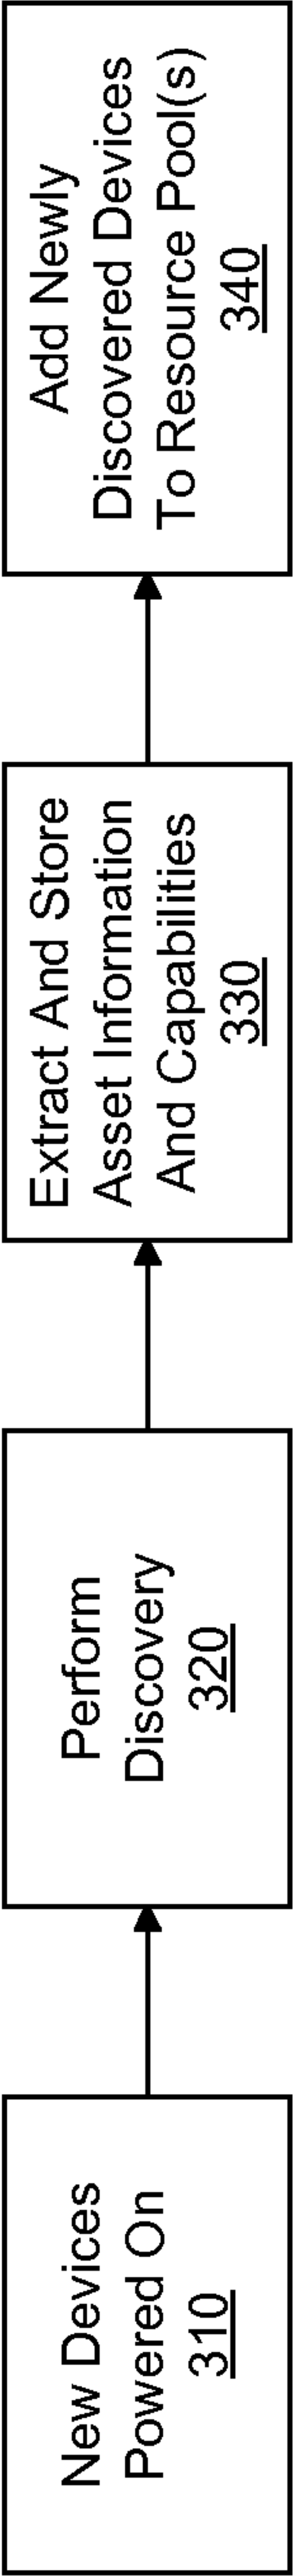 New Devices
Powered On
310
Perform
Discovery
320
Extract And Store
Asset Information
And Capabilities
330
Add Newly
Discovered Devices
To Resource Pool(s)
340